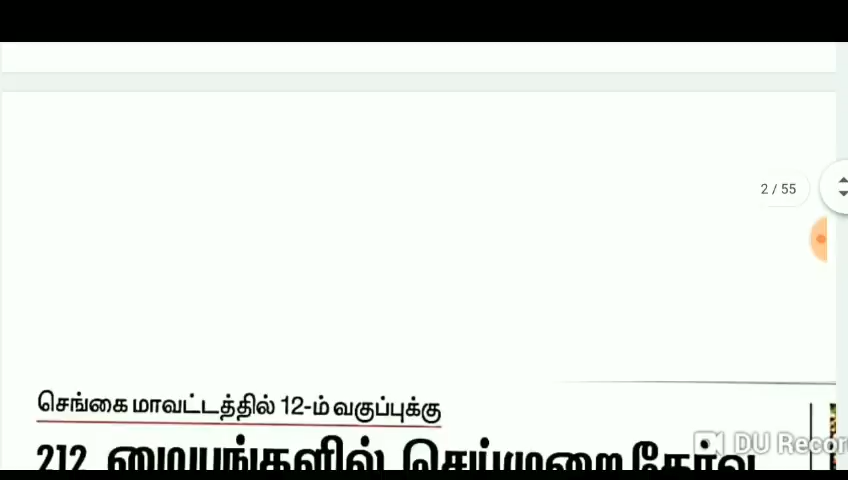 2 / 55
செங்கை மாவட்டத்தில் 12-ம் வகுப்புக்கு
212 மையங்களில் செய்முறை தேர்வு
DU Recor